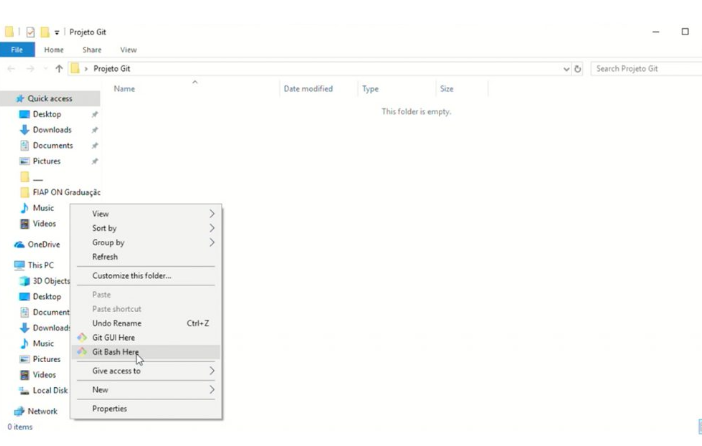 Projeto Git
File Home Share View
Projeto Git
Search Projeto Git
Name Date modified Type Size
This folder is empty.
Quick access
Desktop
Downloads
Documents
Pictures
__
FIAP ON Graduação
Music
Videos
OneDrive
This PC
3D Objects
Desktop
Document
Downloads
Music
Pictures
Videos
Local Disk
Network
0 items
View
Sort by
Group by
Refresh
Customize this folder...
Paste
Paste shortcut
Undo Rename Ctrl+Z
Git GUI Here
Git Bash Here
Give access to
New
Properties